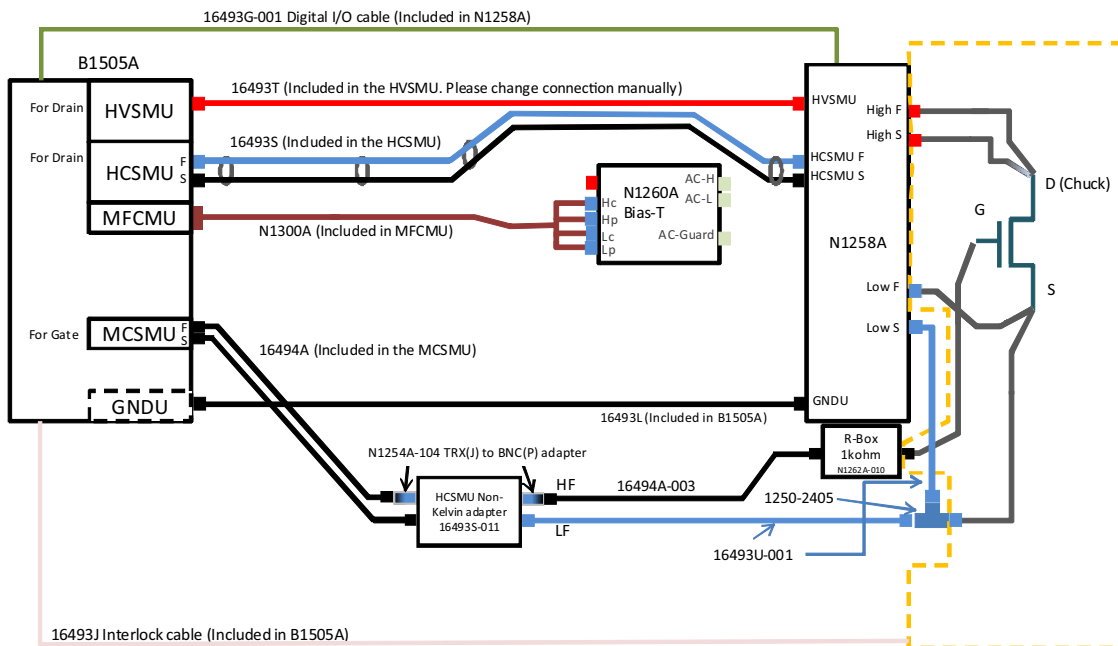 16493G-001 Digital I/O cable (Included in N1258A)
B1505A
For Drain
HVSMU
16493T (Included in the HVSMU. Please change connection manually)
HVSMU
High F
High S
For Drain
HCSMU
F
S
16493S (Included in the HCSMU)
HCSMU F
HCSMU S
D (Chuck)
MFCMU
N1300A (Included in MFCMU)
N1260A
Bias-T
Hc
Hp
Lc
Lp
AC-H
AC-L
AC-Guard
N1258A
G
S
Low F
Low S
For Gate
MCSMU
F
S
16494A (Included in the MCSMU)
GNDU
16493L(Included in B1505A)
GNDU
R-Box
1kohm
N1262A-010
N1254A-104 TRX(J) to BNC(P) adapter
HCSMU Non-
Kelvin adapter
16493S-011
HF
LF
16494A-003
1250-2405
16493U-001
16493J Interlock cable (Included in B1505A)